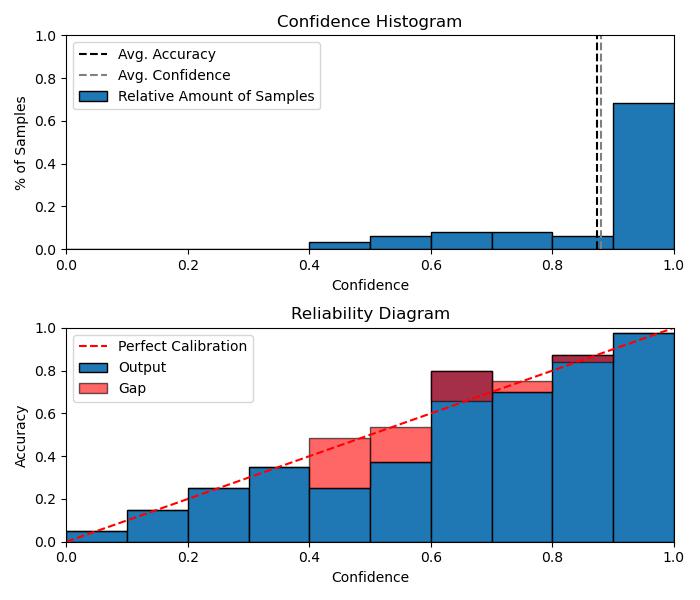 Confidence Histogram
1.0
0.8
0.6
0.4
0.2
0.0
% of Samples
Avg. Accuracy
Avg. Confidence
Relative Amount of Samples
0.0 0.2 0.4 0.6 0.8 1.0
Confidence
Reliability Diagram
1.0
0.8
0.6
0.4
0.2
0.0
Accuracy
Perfect Calibration
Output
Gap
0.0 0.2 0.4 0.6 0.8 1.0
Confidence